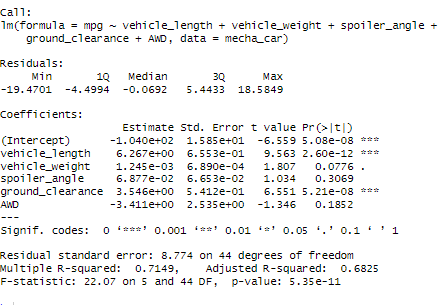 Call:
lm(formula = mpg ~ vehicle_length + vehicle_weight + spoiler_angle +
    ground_clearance + AWD, data = mecha_car)

Residuals:
     Min       1Q   Median       3Q      Max
-19.4701  -4.4994  -0.0692   5.4433  18.5849

Coefficients:
                   Estimate Std. Error t value Pr(>|t|)
(Intercept)      -1.040e+02  1.585e+01  -6.559 5.08e-08 ***
vehicle_length    6.267e+00  6.553e-01   9.563 2.60e-12 ***
vehicle_weight    1.245e-03  6.890e-04   1.807   0.0776 .
spoiler_angle     6.877e-02  6.653e-02   1.034   0.3069
ground_clearance  3.546e+00  5.412e-01   6.551 5.21e-08 ***
AWD              -3.411e+00  2.535e+00  -1.346   0.1852
---
Signif. codes:  0 ‘***’ 0.001 ‘**’ 0.01 ‘*’ 0.05 ‘.’ 0.1 ‘ ’ 1

Residual standard error: 8.774 on 44 degrees of freedom
Multiple R-squared:  0.7149,    Adjusted R-squared:  0.6825
F-statistic: 22.07 on 5 and 44 DF,  p-value: 5.35e-11